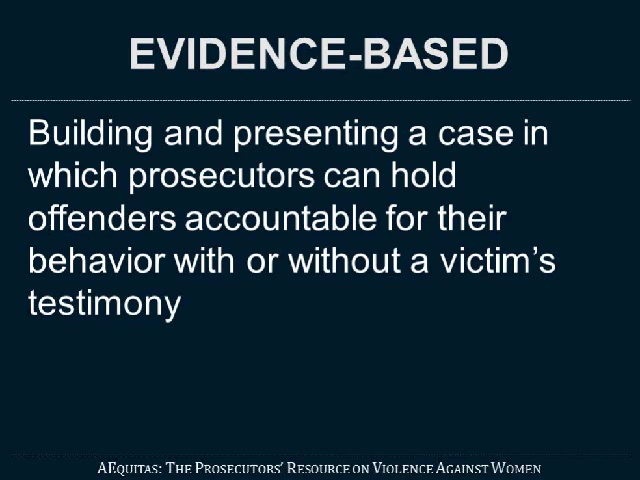 EVIDENCE-BASED
Building and presenting a case in
which prosecutors can hold
offenders accountable for their
behavior with or without a victim’s
testimony
AEquitas: The Prosecutors’ Resource on Violence Against Women